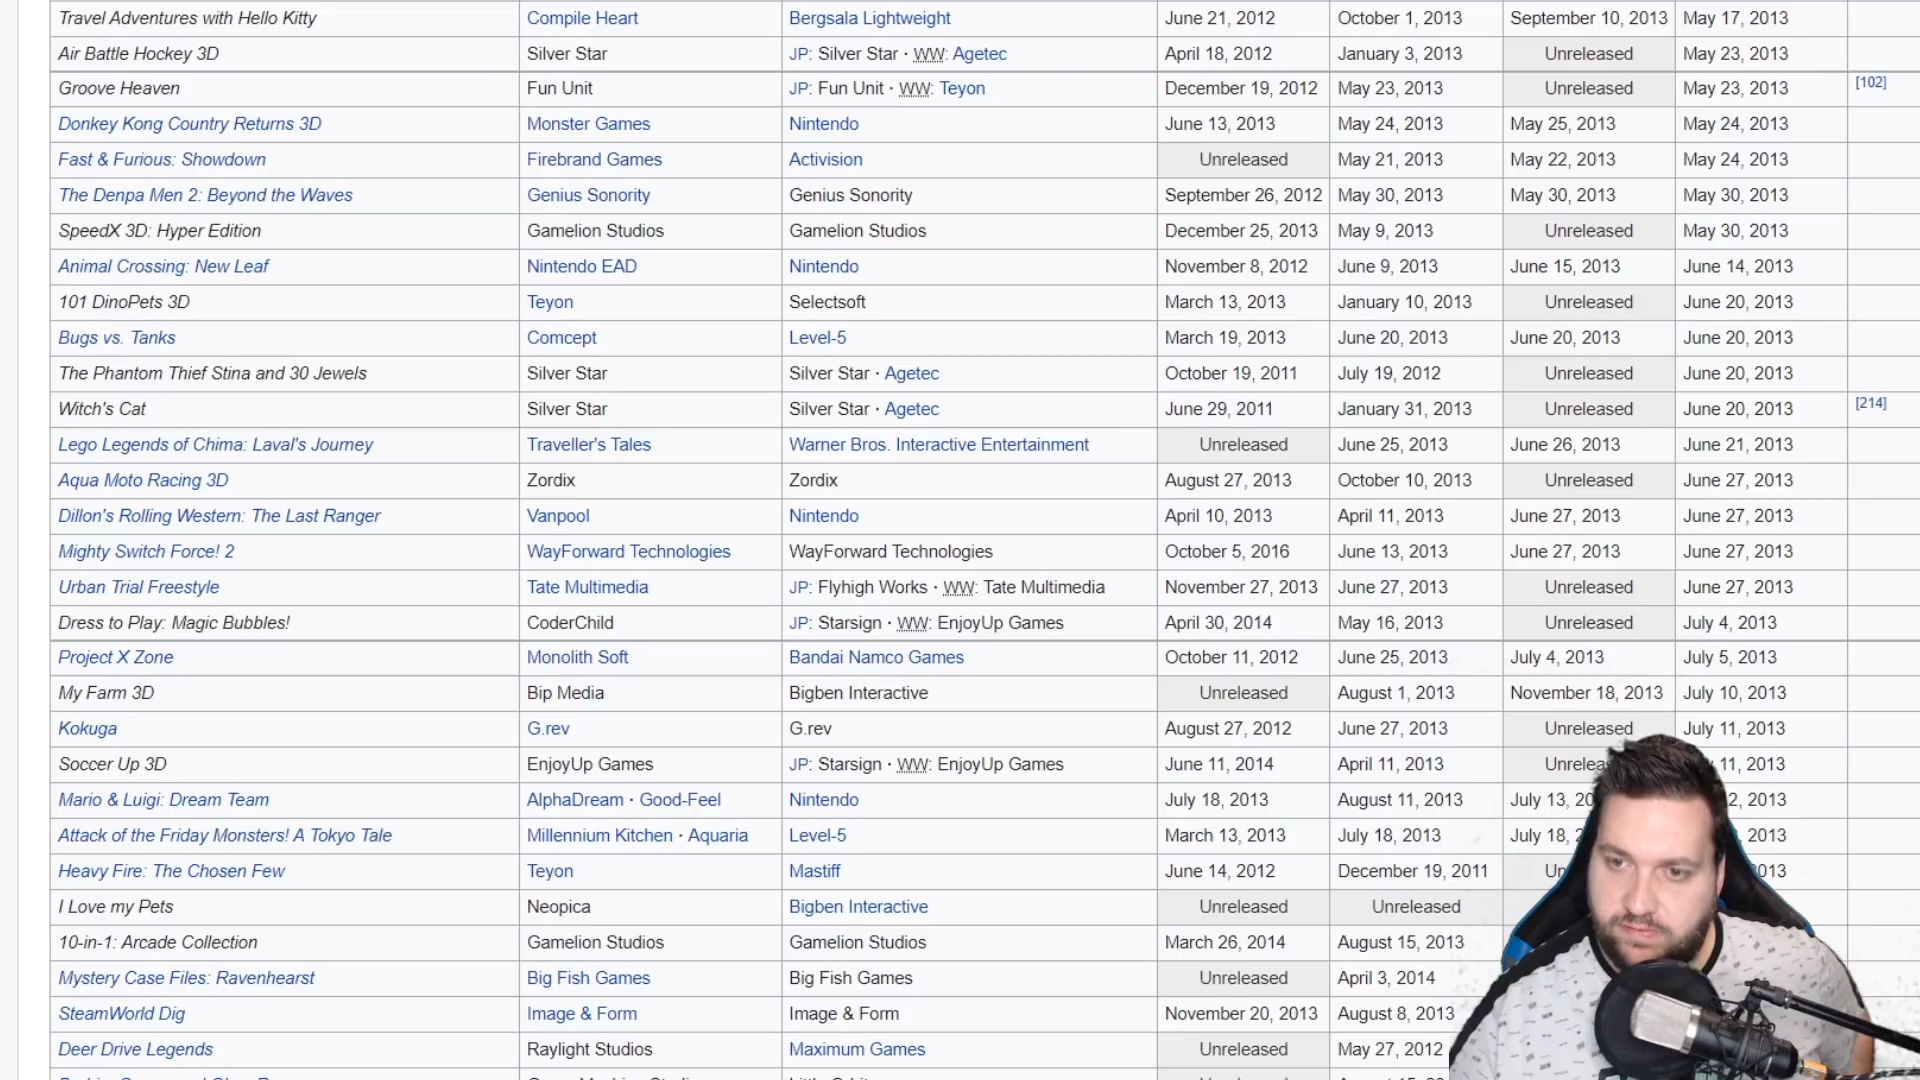 Travel Adventures with Hello Kitty Compile Heart Bergsala Lightweight June 21, 2012 October 1, 2013 September 10, 2013 May 17, 2013
Air Battle Hockey 3D Silver Star JP: Silver Star · WW: Agetec April 18, 2012 January 3, 2013 Unreleased May 23, 2013
Groove Heaven Fun Unit JP: Fun Unit · WW: Teyon December 19, 2012 May 23, 2013 Unreleased May 23, 2013 [102]
Donkey Kong Country Returns 3D Monster Games Nintendo June 13, 2013 May 24, 2013 May 25, 2013 May 24, 2013
Fast & Furious: Showdown Firebrand Games Activision Unreleased May 21, 2013 May 22, 2013 May 24, 2013
The Denpa Men 2: Beyond the Waves Genius Sonority Genius Sonority September 26, 2012 May 30, 2013 May 30, 2013 May 30, 2013
SpeedX 3D: Hyper Edition Gamelion Studios Gamelion Studios December 25, 2013 May 9, 2013 Unreleased May 30, 2013
Animal Crossing: New Leaf Nintendo EAD Nintendo November 8, 2012 June 9, 2013 June 15, 2013 June 14, 2013
101 DinoPets 3D Teyon Selectsoft March 13, 2013 January 10, 2013 Unreleased June 20, 2013
Bugs vs. Tanks Comcept Level-5 March 19, 2013 June 20, 2013 June 20, 2013 June 20, 2013
The Phantom Thief Stina and 30 Jewels Silver Star Silver Star · Agetec October 19, 2011 July 19, 2012 Unreleased June 20, 2013
Witch's Cat Silver Star Silver Star · Agetec June 29, 2011 January 31, 2013 Unreleased June 20, 2013 [214]
Lego Legends of Chima: Laval's Journey Traveller's Tales Warner Bros. Interactive Entertainment Unreleased June 25, 2013 June 26, 2013 June 21, 2013
Aqua Moto Racing 3D Zordix Zordix August 27, 2013 October 10, 2013 Unreleased June 27, 2013
Dillon's Rolling Western: The Last Ranger Vanpool Nintendo April 10, 2013 April 11, 2013 June 27, 2013 June 27, 2013
Mighty Switch Force! 2 WayForward Technologies WayForward Technologies October 5, 2016 June 13, 2013 June 27, 2013 June 27, 2013
Urban Trial Freestyle Tate Multimedia JP: Flyhigh Works · WW: Tate Multimedia November 27, 2013 June 27, 2013 Unreleased June 27, 2013
Dress to Play: Magic Bubbles! CoderChild JP: Starsign · WW: EnjoyUp Games April 30, 2014 May 16, 2013 Unreleased July 4, 2013
Project X Zone Monolith Soft Bandai Namco Games October 11, 2012 June 25, 2013 July 4, 2013 July 5, 2013
My Farm 3D Bip Media Bigben Interactive Unreleased August 1, 2013 November 18, 2013 July 10, 2013
Kokuga G.rev G.rev August 27, 2012 June 27, 2013 Unreleased July 11, 2013
Soccer Up 3D EnjoyUp Games JP: Starsign · WW: EnjoyUp Games June 11, 2014 April 11, 2013 11, 2013
Mario & Luigi: Dream Team AlphaDream · Good-Feel Nintendo July 18, 2013 August 11, 2013 July 13, 2013
Attack of the Friday Monsters! A Tokyo Tale Millennium Kitchen · Aquaria Level-5 March 13, 2013 July 18, 2013 July 18, 2013
Heavy Fire: The Chosen Few Teyon Mastiff June 14, 2012 December 19, 2011
I Love my Pets Neopica Bigben Interactive Unreleased Unreleased
10-in-1: Arcade Collection Gamelion Studios Gamelion Studios March 26, 2014 August 15, 2013
Mystery Case Files: Ravenhearst Big Fish Games Big Fish Games Unreleased April 3, 2014
SteamWorld Dig Image & Form Image & Form November 20, 2013 August 8, 2013
Deer Drive Legends Raylight Studios Maximum Games Unreleased May 27, 2012